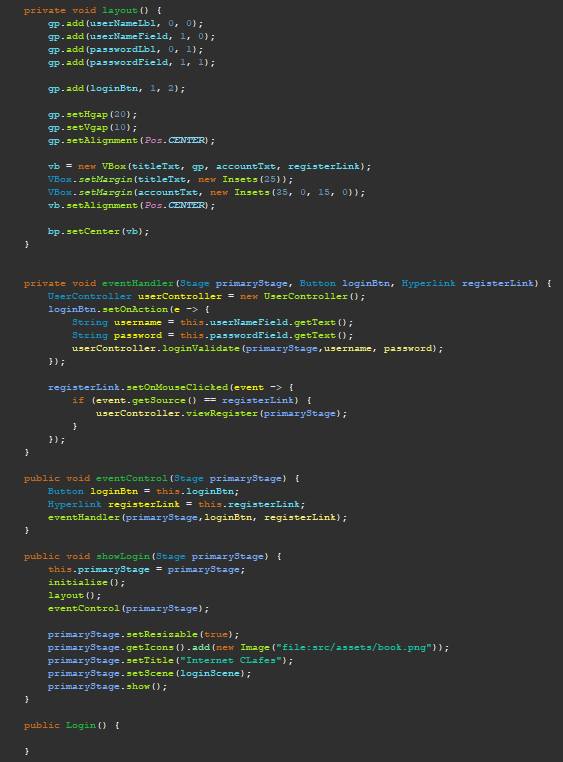 private void layout() {
gp.add(userNameLbl, 0, 0);
gp.add(userNameField, 1, 0);
gp.add(passwordLbl, 0, 1);
gp.add(passwordField, 1, 1);
gp.add(loginBtn, 1, 2);
gp.setHgap(20);
gp.setVgap(10);
gp.setAlignment(Pos.CENTER);
vb = new VBox(titleTxt, gp, accountTxt, registerLink);
VBox.setMargin(titleTxt, new Insets(25));
VBox.setMargin(accountTxt, new Insets(35, 0, 15, 0));
vb.setAlignment(Pos.CENTER);
bp.setCenter(vb);
}
private void eventHandler(Stage primaryStage, Button loginBtn, Hyperlink registerLink) {
UserController userController = new UserController();
loginBtn.setOnAction(e -> {
String username = this.userNameField.getText();
String password = this.passwordField.getText();
userController.loginValidate(primaryStage,username, password);
});
registerLink.setOnMouseClicked(event -> {
if (event.getSource() == registerLink) {
userController.viewRegister(primaryStage);
}
});
}
public void eventControl(Stage primaryStage) {
Button loginBtn = this.loginBtn;
Hyperlink registerLink = this.registerLink;
eventHandler(primaryStage,loginBtn, registerLink);
}
public void showLogin(Stage primaryStage) {
this.primaryStage = primaryStage;
initialize();
layout();
eventControl(primaryStage);
primaryStage.setResizable(true);
primaryStage.getIcons().add(new Image("file:src/assets/book.png"));
primaryStage.setTitle("Internet CLafes");
primaryStage.setScene(loginScene);
primaryStage.show();
}
public Login() {
}